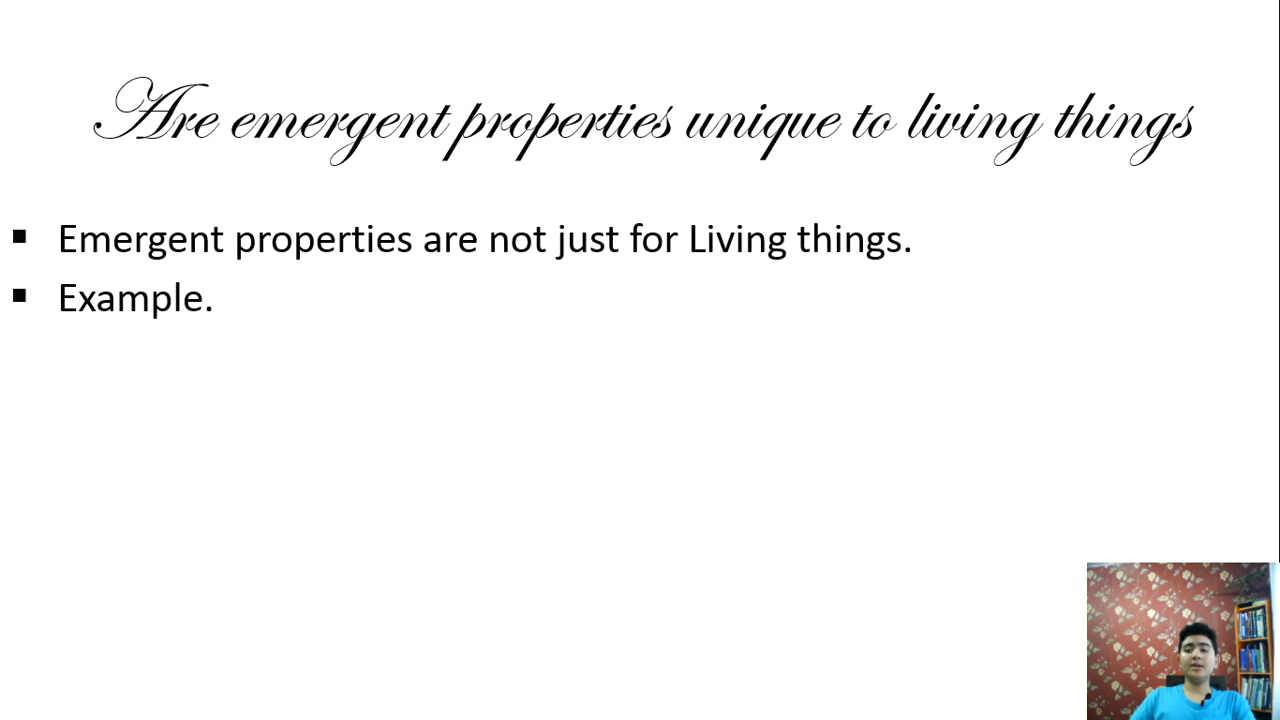 Are emergent properties unique to living things
Emergent properties are not just for Living things.
Example.